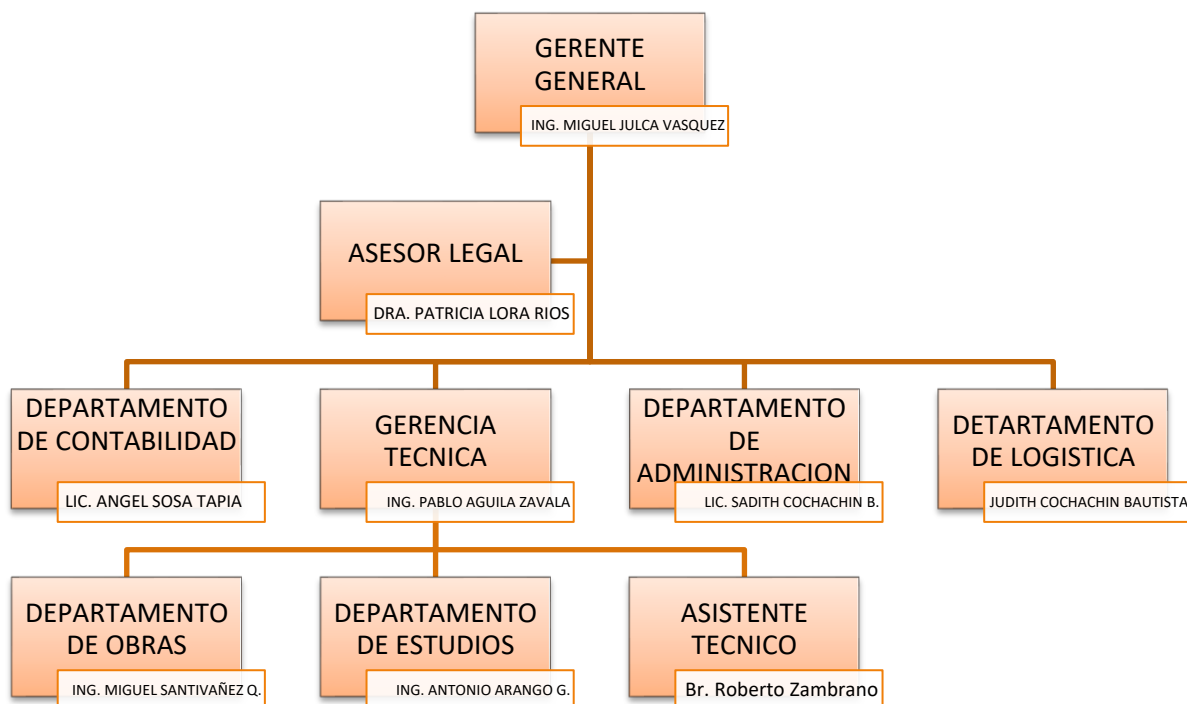 GERENTE
GENERAL
ING. MIGUEL JULCA VASQUEZ
ASESOR LEGAL
DRA. PATRICIA LORA RIOS
DEPARTAMENTO
DE CONTABILIDAD
LIC. ANGEL SOSA TAPIA
GERENCIA
TECNICA
ING. PABLO AGUILA ZAVALA
DEPARTAMENTO
DE
ADMINISTRACION
LIC. SADITH COCHACHIN B.
DETARTAMENTO
DE LOGISTICA
JUDITH COCHACHIN BAUTISTA
DEPARTAMENTO
DE OBRAS
ING. MIGUEL SANTIVAÑEZ Q.
DEPARTAMENTO
DE ESTUDIOS
ING. ANTONIO ARANGO G.
ASISTENTE
TECNICO
Br. Roberto Zambrano